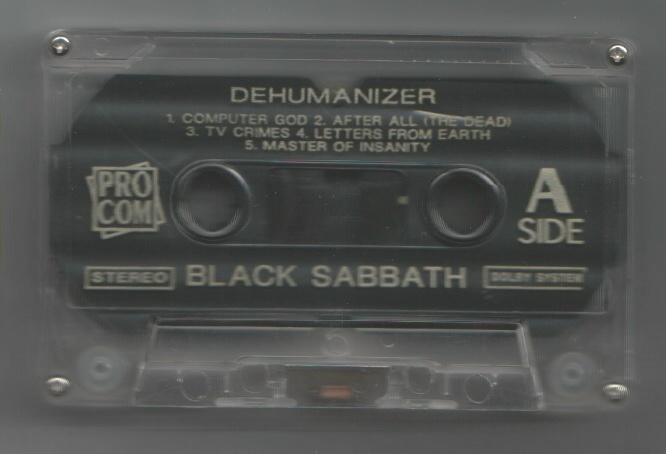 DEHUMANIZER
1. COMPUTER GOD 2. AFTER ALL (THE DEAD)
3. TV CRIMES 4. LETTERS FROM EARTH
5. MASTER OF INSANITY
PRO
COM
A
SIDE
STEREO BLACK SABBATH DOLBY SYSTEM